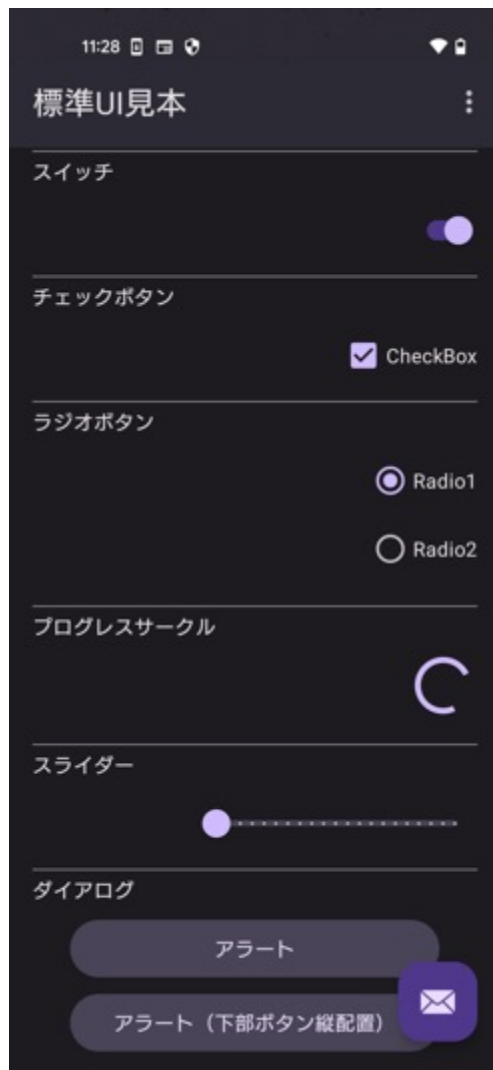 11:28
標準UI見本
スイッチ
チェックボタン
CheckBox
ラジオボタン
Radio1
Radio2
プログレスサークル
スライダー
ダイアログ
アラート
アラート（下部ボタン縦配置）